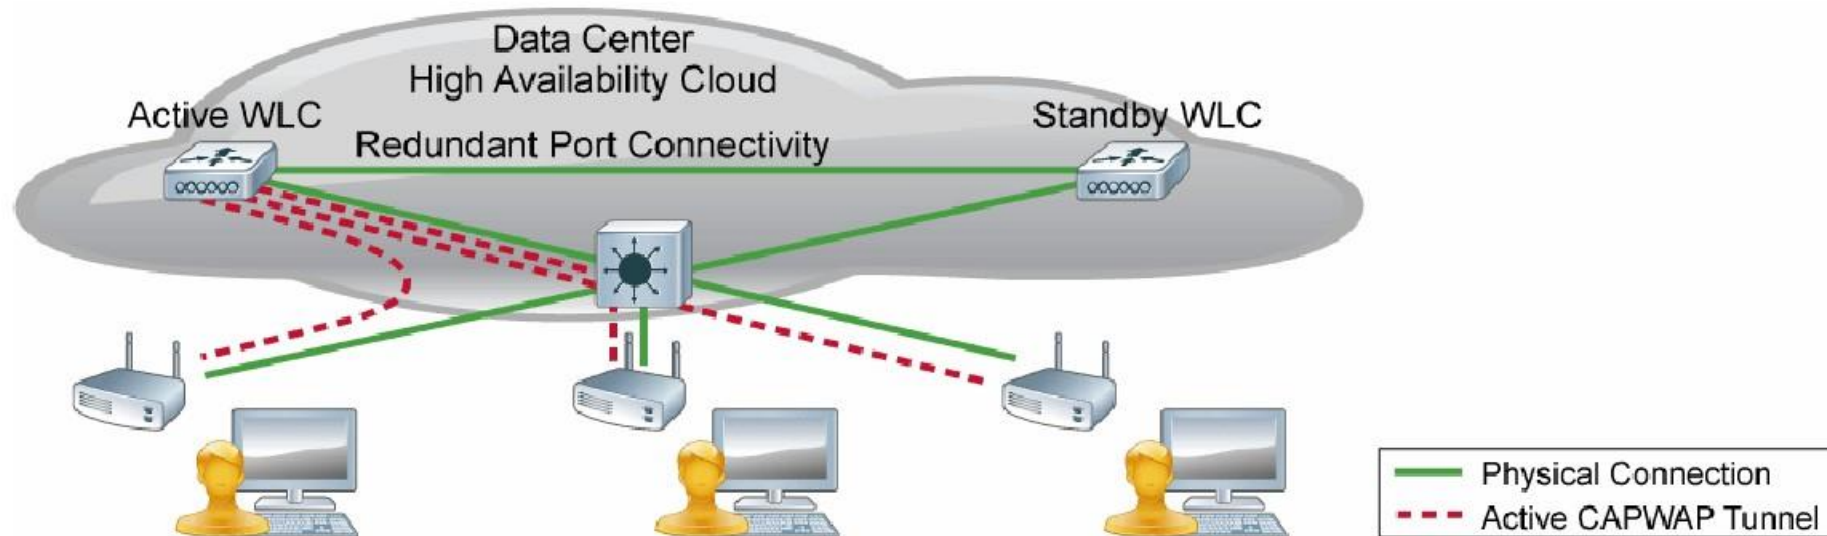 Data Center
High Availability Cloud
Active WLC
Standby WLC
Redundant Port Connectivity
Physical Connection
Active CAPWAP Tunnel